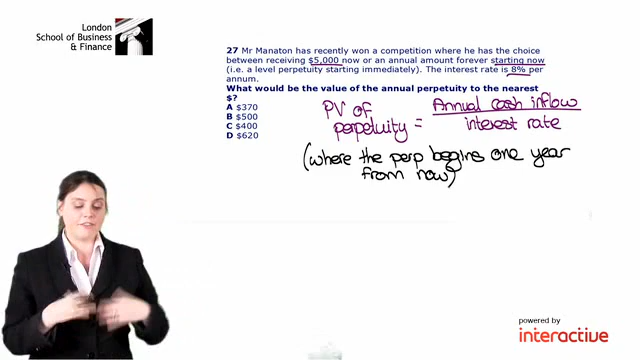 London
School of Business
& Finance
27 Mr Manaton has recently won a competition where he has the choice
between receiving $5,000 now or an annual amount forever starting now
(i.e. a level perpetuity starting immediately). The interest rate is 8% per
annum.
What would be the value of the annual perpetuity to the nearest
$?
A $370
B $500
C $400
D $620
PV of perpetuity = Annual cash inflow
interest rate
(where the perp begins one year
from now)
powered by
interactive